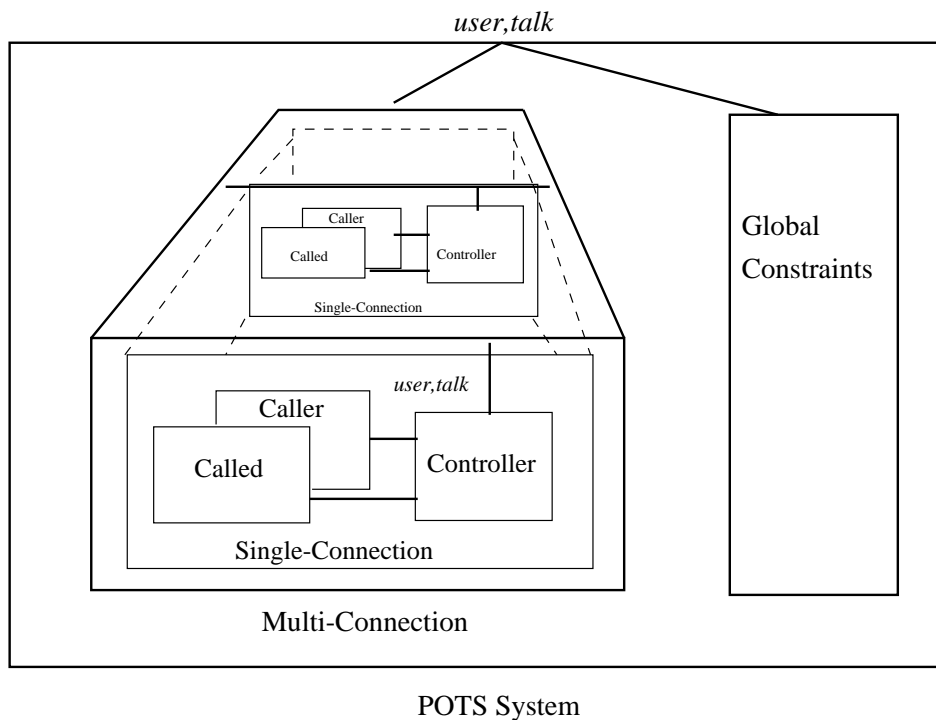 user,talk
Global
Constraints
Caller
Called
Controller
Single-Connection
user,talk
Caller
Called
Controller
Single-Connection
Multi-Connection
POTS System